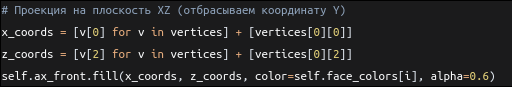 # Проекция на плоскость XZ (отбрасываем координату Y)
x_coords = [v[0] for v in vertices] + [vertices[0][0]]
z_coords = [v[2] for v in vertices] + [vertices[0][2]]
self.ax_front.fill(x_coords, z_coords, color=self.face_colors[i], alpha=0.6)